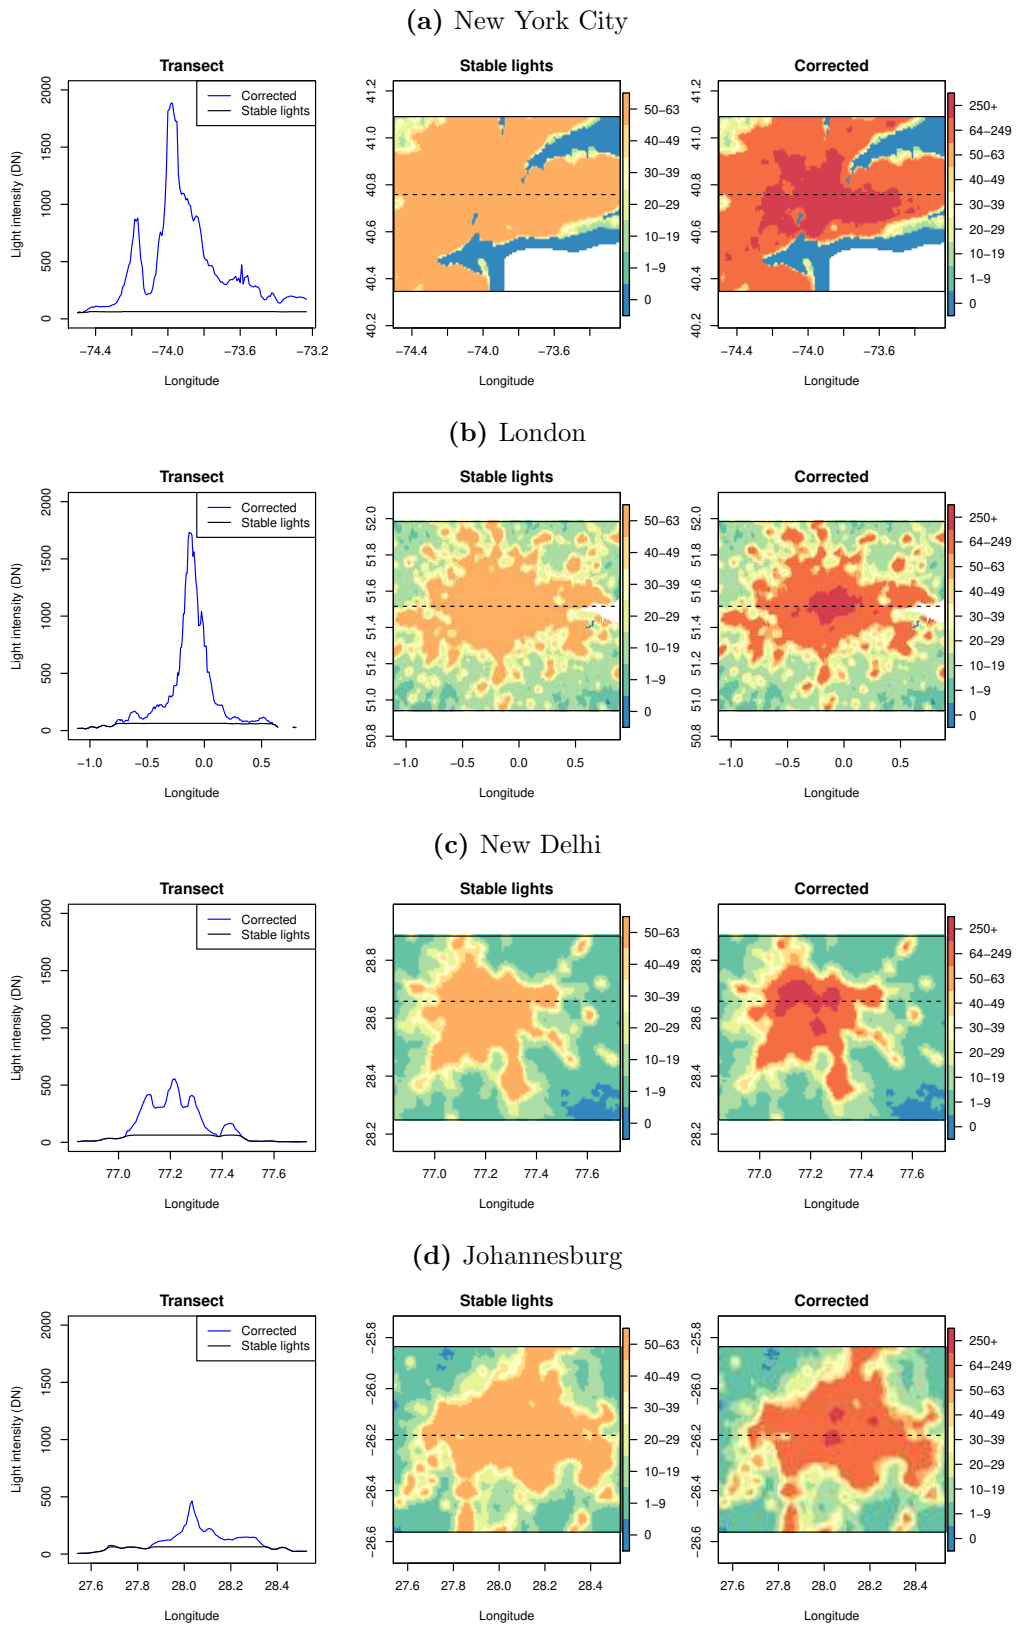 (a) New York City
Transect
Light intensity (DN)
0 500 1000 1500 2000
Corrected
Stable lights
−74.4 −74.0 −73.6 −73.2
Longitude
Stable lights
40.2 40.4 40.6 40.8 41.0 41.2
−74.4 −74.0 −73.6
Longitude
50−63
40−49
30−39
20−29
10−19
1−9
0
Corrected
40.2 40.4 40.6 40.8 41.0 41.2
−74.4 −74.0 −73.6
Longitude
250+
64−249
50−63
40−49
30−39
20−29
10−19
1−9
0
(b) London
Transect
Light intensity (DN)
0 500 1000 1500 2000
Corrected
Stable lights
−1.0 −0.5 0.0 0.5
Longitude
Stable lights
50.8 51.0 51.2 51.4 51.6 51.8 52.0
−1.0 −0.5 0.0 0.5
Longitude
50−63
40−49
30−39
20−29
10−19
1−9
0
Corrected
50.8 51.0 51.2 51.4 51.6 51.8 52.0
−1.0 −0.5 0.0 0.5
Longitude
250+
64−249
50−63
40−49
30−39
20−29
10−19
1−9
0
(c) New Delhi
Transect
Light intensity (DN)
0 500 1000 1500 2000
Corrected
Stable lights
77.0 77.2 77.4 77.6
Longitude
Stable lights
28.2 28.4 28.6 28.8
77.0 77.2 77.4 77.6
Longitude
50−63
40−49
30−39
20−29
10−19
1−9
0
Corrected
28.2 28.4 28.6 28.8
77.0 77.2 77.4 77.6
Longitude
250+
64−249
50−63
40−49
30−39
20−29
10−19
1−9
0
(d) Johannesburg
Transect
Light intensity (DN)
0 500 1000 1500 2000
Corrected
Stable lights
27.6 27.8 28.0 28.2 28.4
Longitude
Stable lights
−26.6 −26.4 −26.2 −26.0 −25.8
27.6 27.8 28.0 28.2 28.4
Longitude
50−63
40−49
30−39
20−29
10−19
1−9
0
Corrected
−26.6 −26.4 −26.2 −26.0 −25.8
27.6 27.8 28.0 28.2 28.4
Longitude
250+
64−249
50−63
40−49
30−39
20−29
10−19
1−9
0